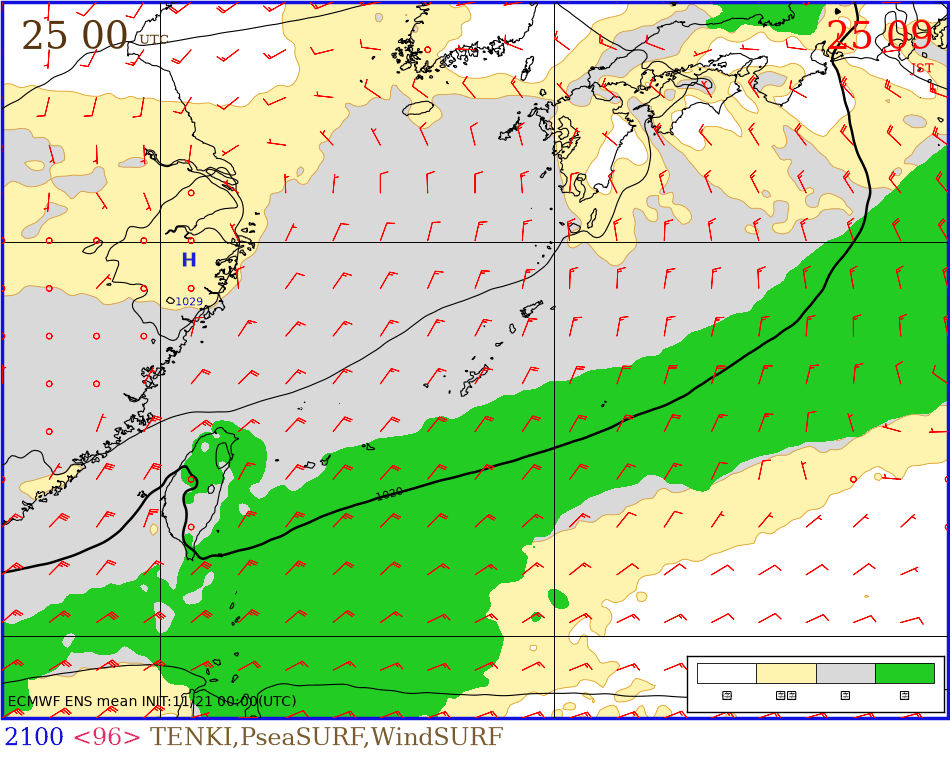 25 00 UTC
25 09 JST
H
1029
1020
ECMWF ENS mean INIT:11/21 00:00(UTC)
2100 <96> TENKI,PseaSURF,WindSURF